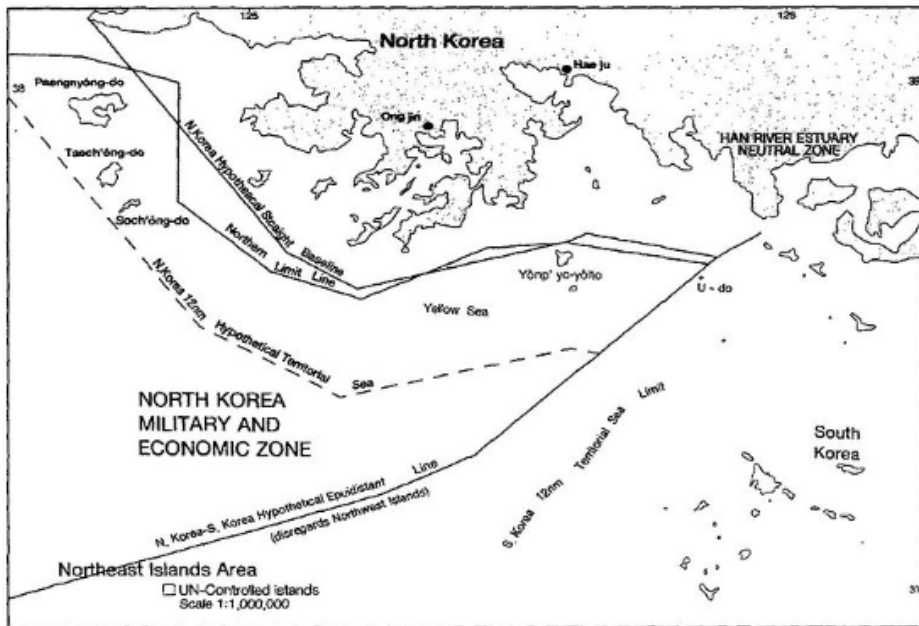 125
125
North Korea
Hae ju
Paengnyŏng-do
38
38
Ong jin
HAN RIVER ESTUARY
NEUTRAL ZONE
Taech'ŏng-do
N.Korea Hypothetical Straight Baseline
Soch'ŏng-do
Northern Limit Line
U - do
Yellow Sea
N.Korea 12nm Hypothetical Territorial Sea
NORTH KOREA
MILITARY AND
ECONOMIC ZONE
S. Korea 12nm Territorial Sea Limit
South
Korea
N. Korea-S. Korea Hypothetical Epuidistant Line
(disregards Northwest Islands)
Northeast Islands Area
UN-Controlled islands
Scale 1:1,000,000